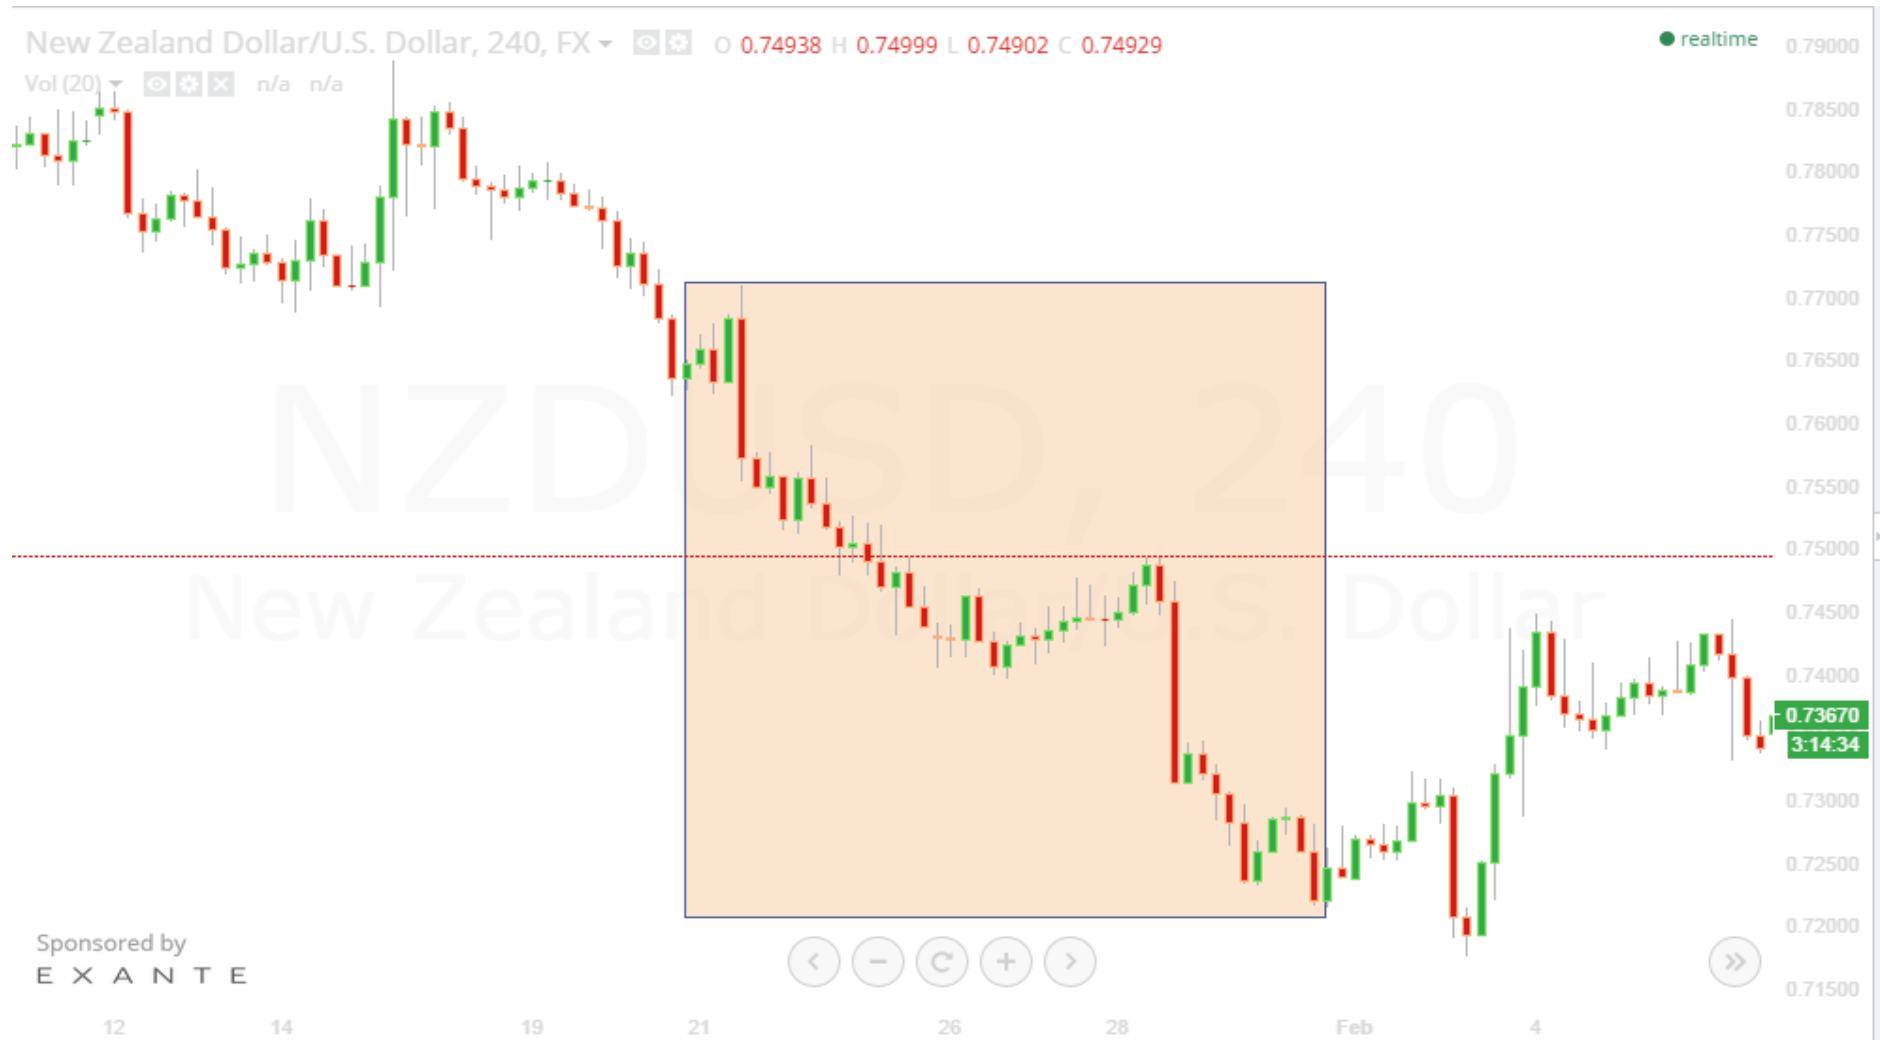 New Zealand Dollar/U.S. Dollar, 240, FX O 0.74938 H 0.74999 L 0.74902 C 0.74929
realtime
Vol (20) n/a n/a
0.79000
0.78500
0.78000
0.77500
0.77000
0.76500
0.76000
0.75500
0.75000
0.74500
0.74000
0.73670
3:14:34
0.73000
0.72500
0.72000
0.71500
NZDUSD, 240
New Zealand Dollar/U.S. Dollar
Sponsored by
EXANTE
12 14 19 21 26 28 Feb 4